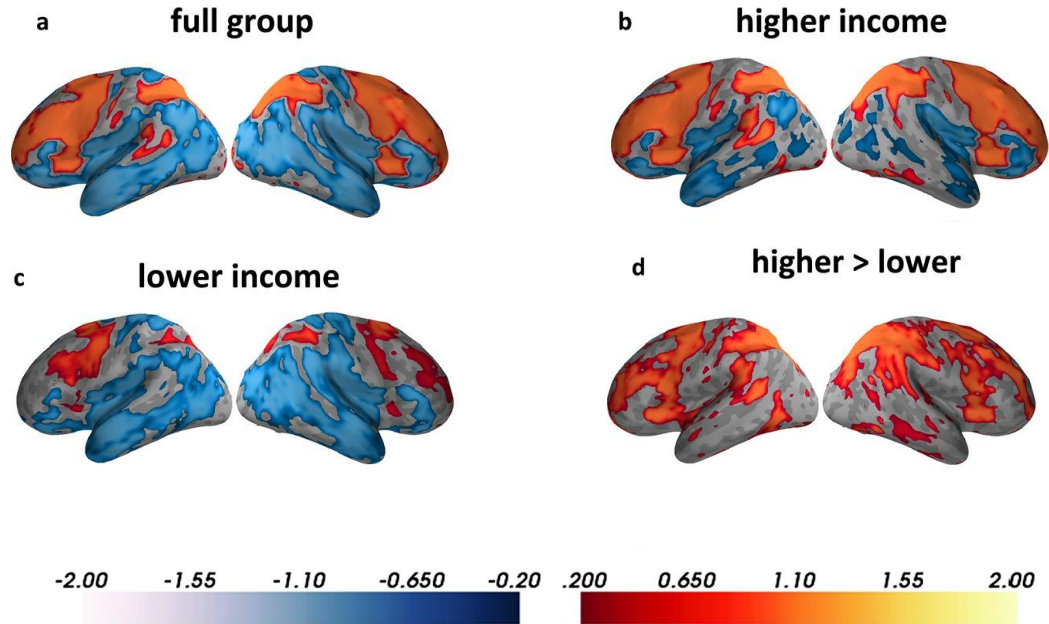 a full group
b higher income
c lower income
d higher > lower
-2.00 -1.55 -1.10 -0.650 -0.20
.200 0.650 1.10 1.55 2.00